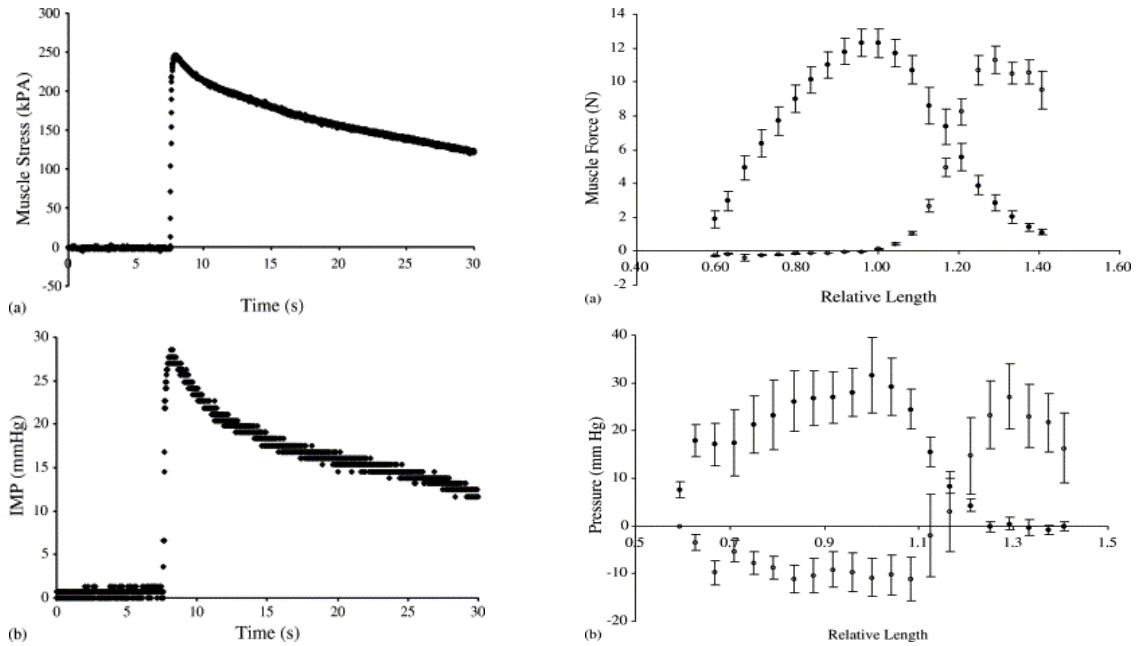 300
250
200
150
100
50
0
-50
0 5 10 15 20 25 30
Muscle Stress (kPA)
Time (s)
(a)
14
12
10
8
6
4
2
0
-2
0.40 0.60 0.80 1.00 1.20 1.40 1.60
Muscle Force (N)
Relative Length
(a)
30
25
20
15
10
5
0
0 5 10 15 20 25 30
IMP (mmHg)
Time (s)
(b)
40
30
20
10
0
-10
-20
0.5 0.7 0.9 1.1 1.3 1.5
Pressure (mm Hg)
Relative Length
(b)